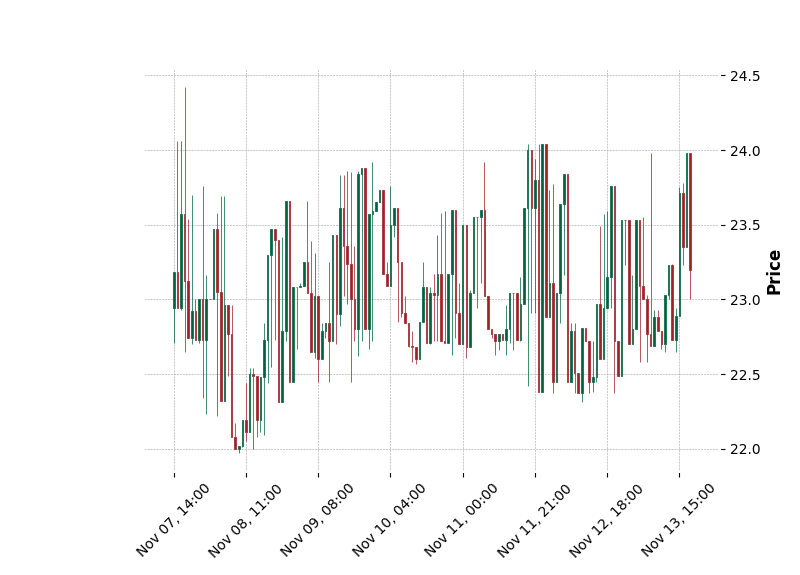 24.5
24.0
23.5
23.0
22.5
22.0
Price
Nov 07, 14:00
Nov 08, 11:00
Nov 09, 08:00
Nov 10, 04:00
Nov 11, 00:00
Nov 11, 21:00
Nov 12, 18:00
Nov 13, 15:00